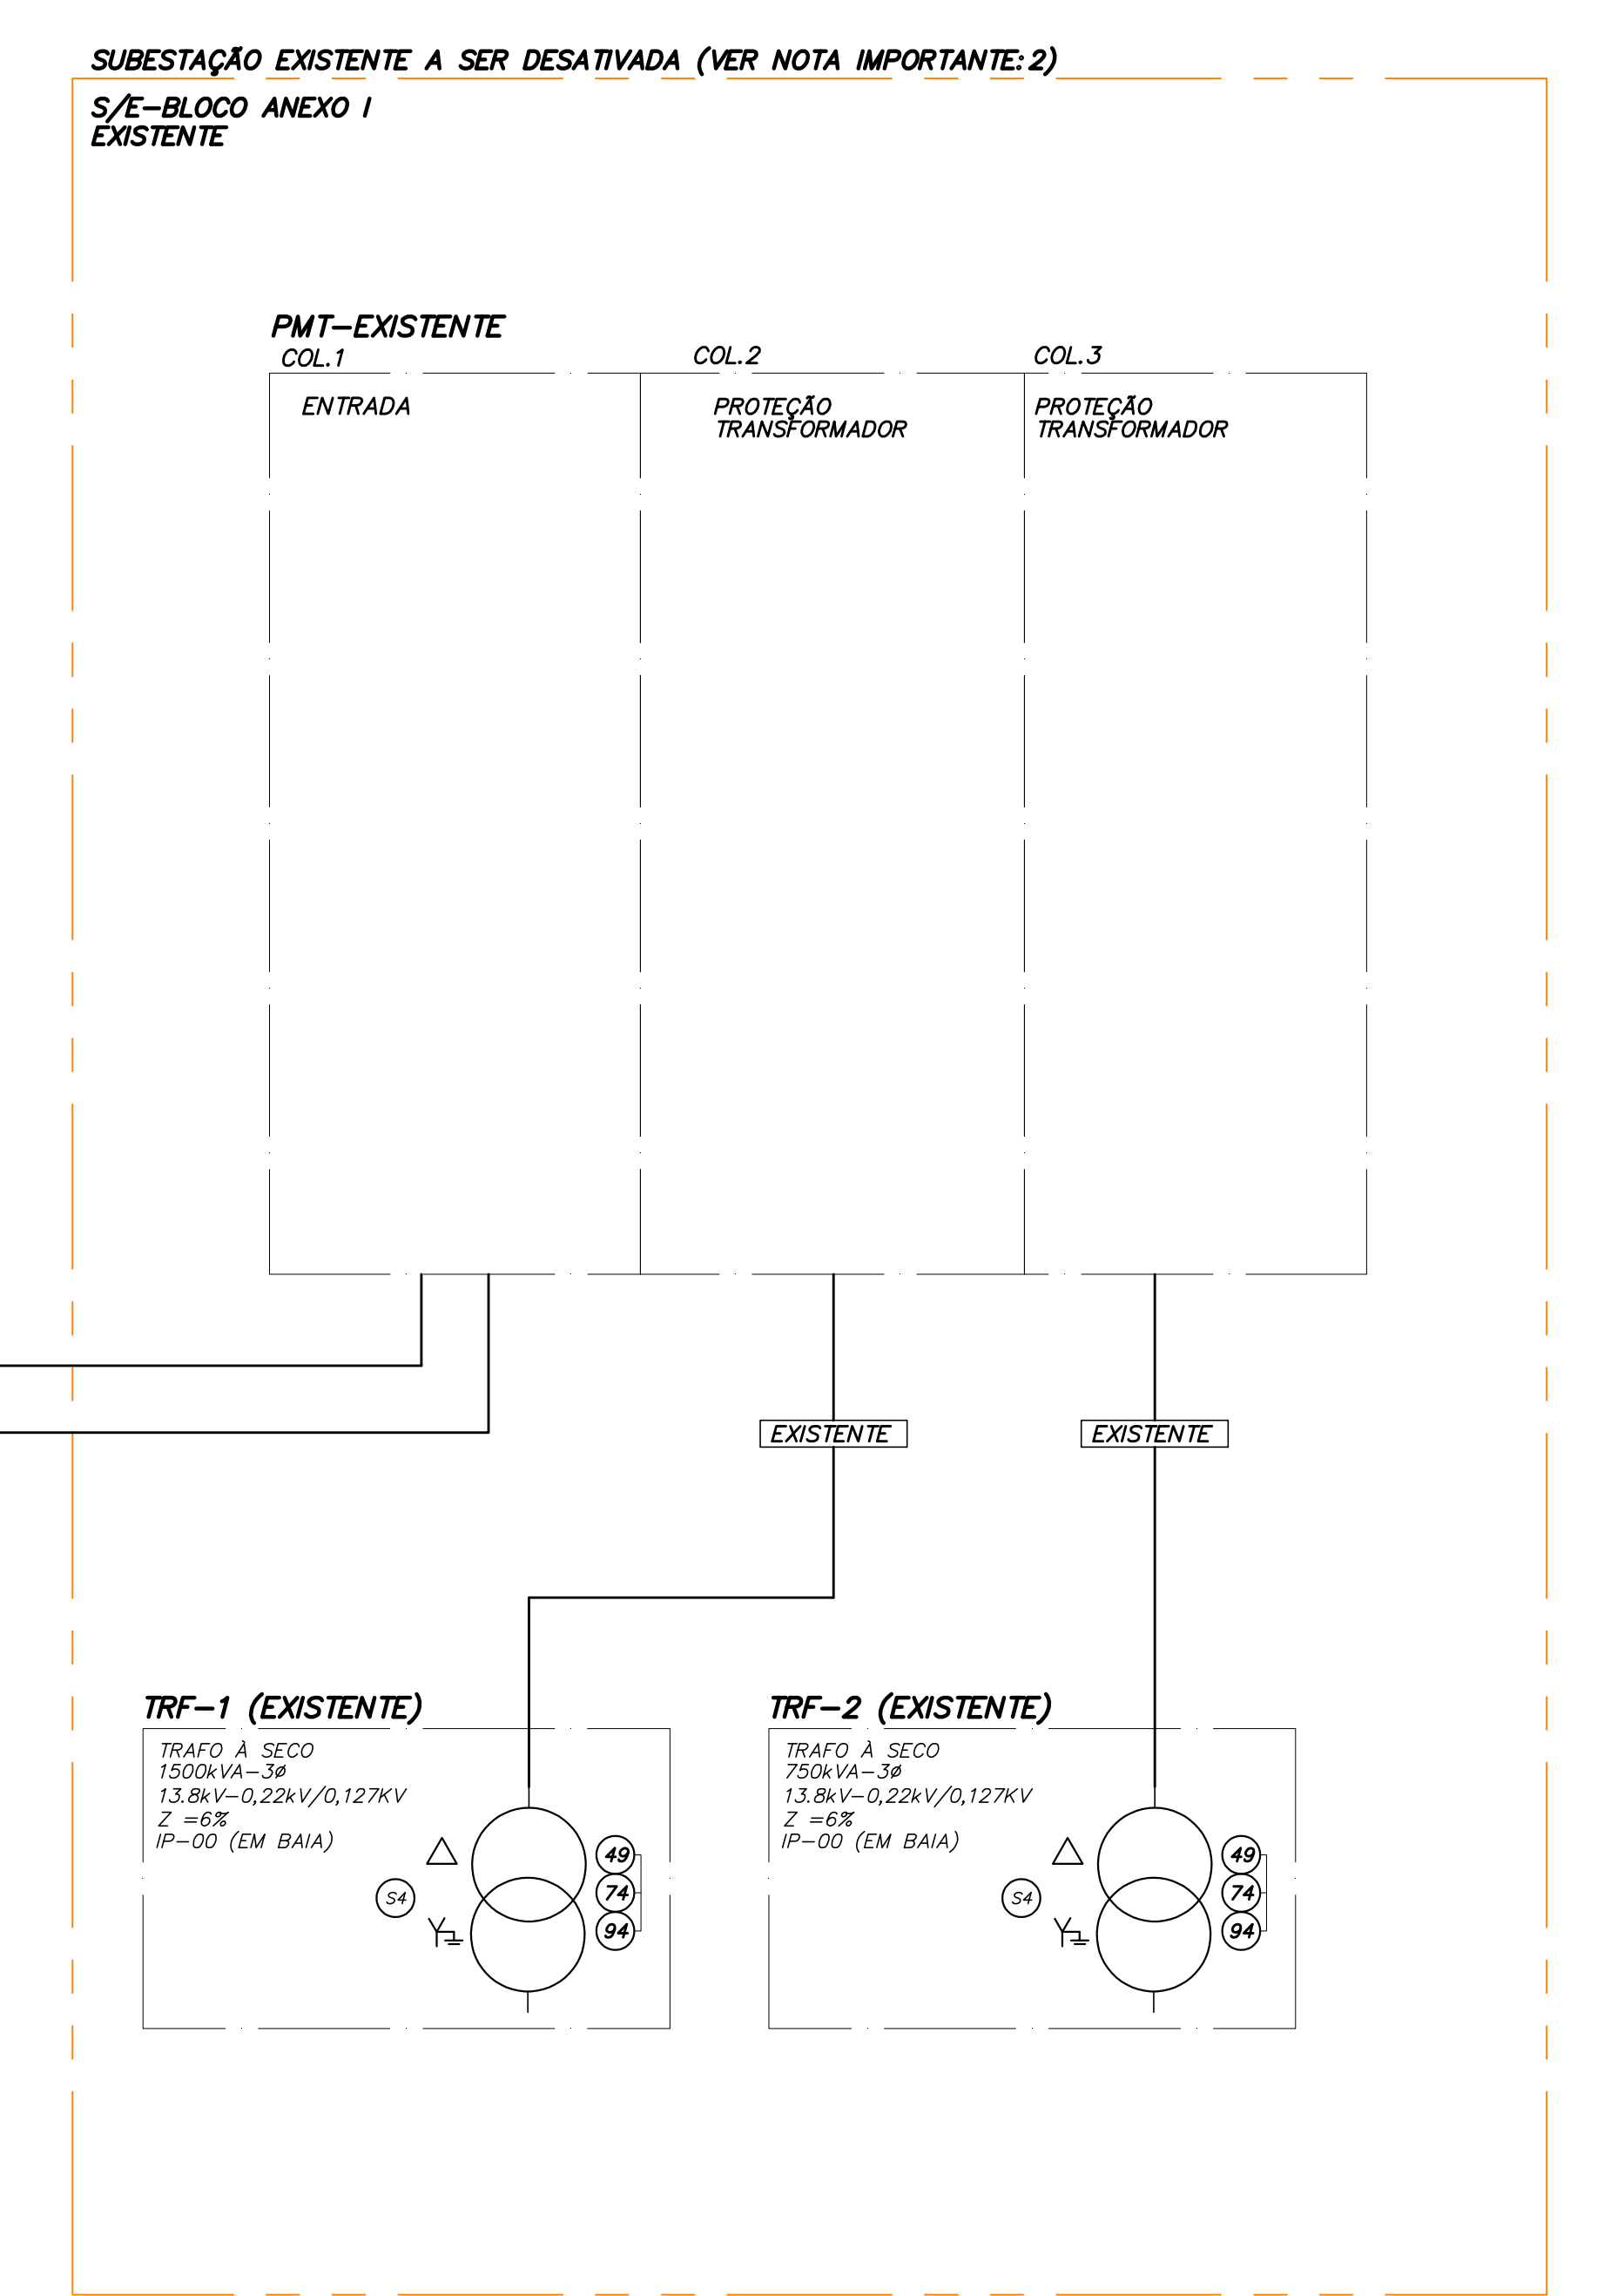 SUBESTAÇÃO EXISTENTE A SER DESATIVADA (VER NOTA IMPORTANTE:2)
S/E-BLOCO ANEXO I
EXISTENTE
PMT-EXISTENTE
COL.1
COL.2
COL.3
ENTRADA
PROTEÇÃO
TRANSFORMADOR
PROTEÇÃO
TRANSFORMADOR
EXISTENTE
EXISTENTE
TRF-1 (EXISTENTE)
TRAFO À SECO
1500kVA-3ø
13.8kV-0,22kV/0,127KV
Z =6%
IP-00 (EM BAIA)
S4
49
74
94
TRF-2 (EXISTENTE)
TRAFO À SECO
750kVA-3ø
13.8kV-0,22kV/0,127KV
Z =6%
IP-00 (EM BAIA)
S4
49
74
94